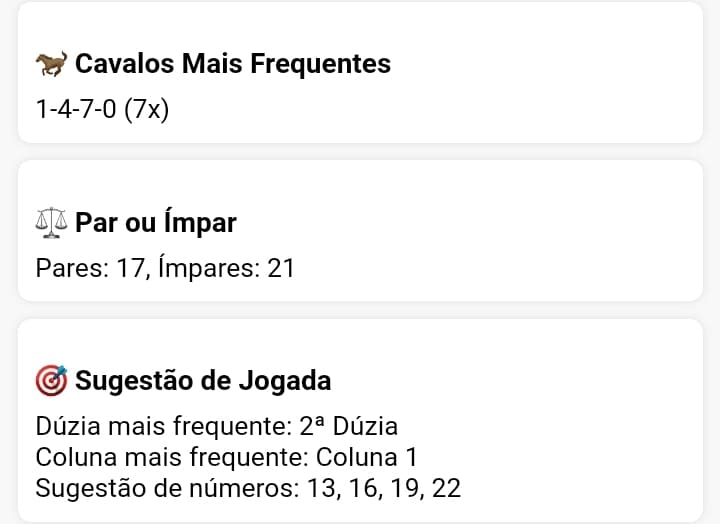 🐎 Cavalos Mais Frequentes
1-4-7-0 (7x)
⚖️ Par ou Ímpar
Pares: 17, Ímpares: 21
🎯 Sugestão de Jogada
Dúzia mais frequente: 2ª Dúzia
Coluna mais frequente: Coluna 1
Sugestão de números: 13, 16, 19, 22